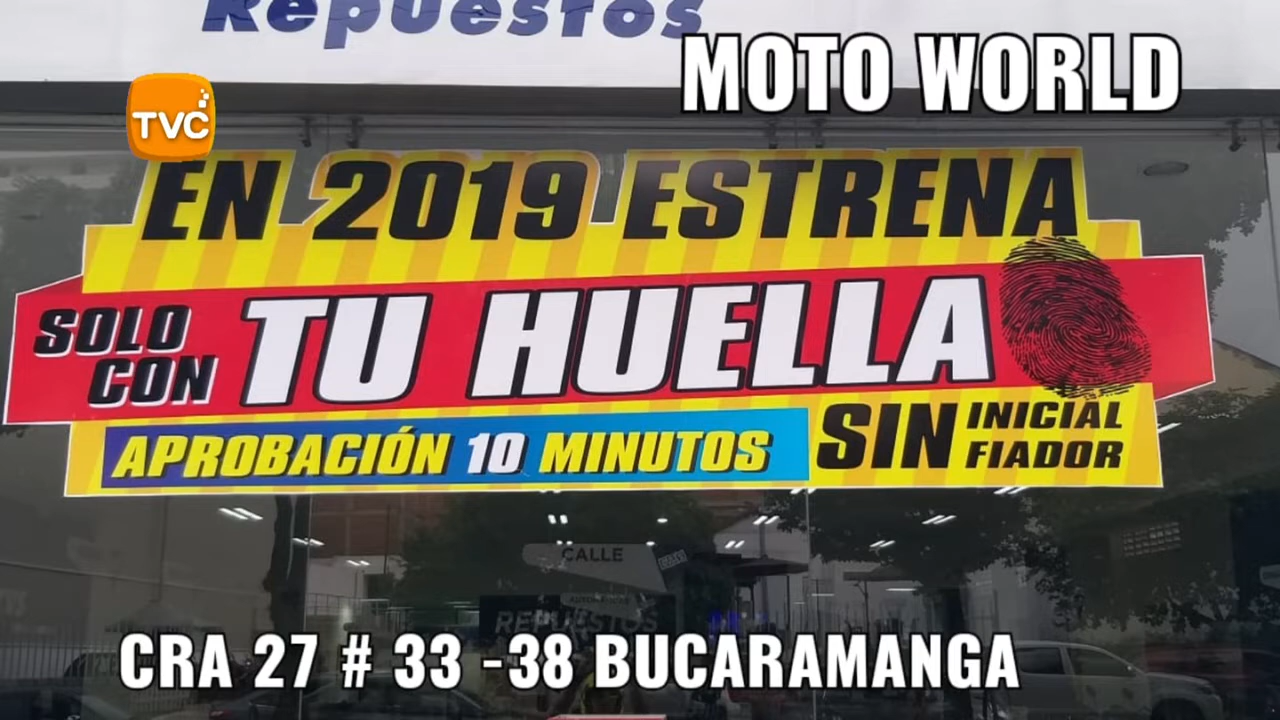 Repuestos
MOTO WORLD
TVC
EN 2019 ESTRENA
SOLO CON TU HUELLA
APROBACIÓN 10 MINUTOS
SIN INICIAL FIADOR
CALLE
REPUESTOS
CRA 27 # 33 -38 BUCARAMANGA